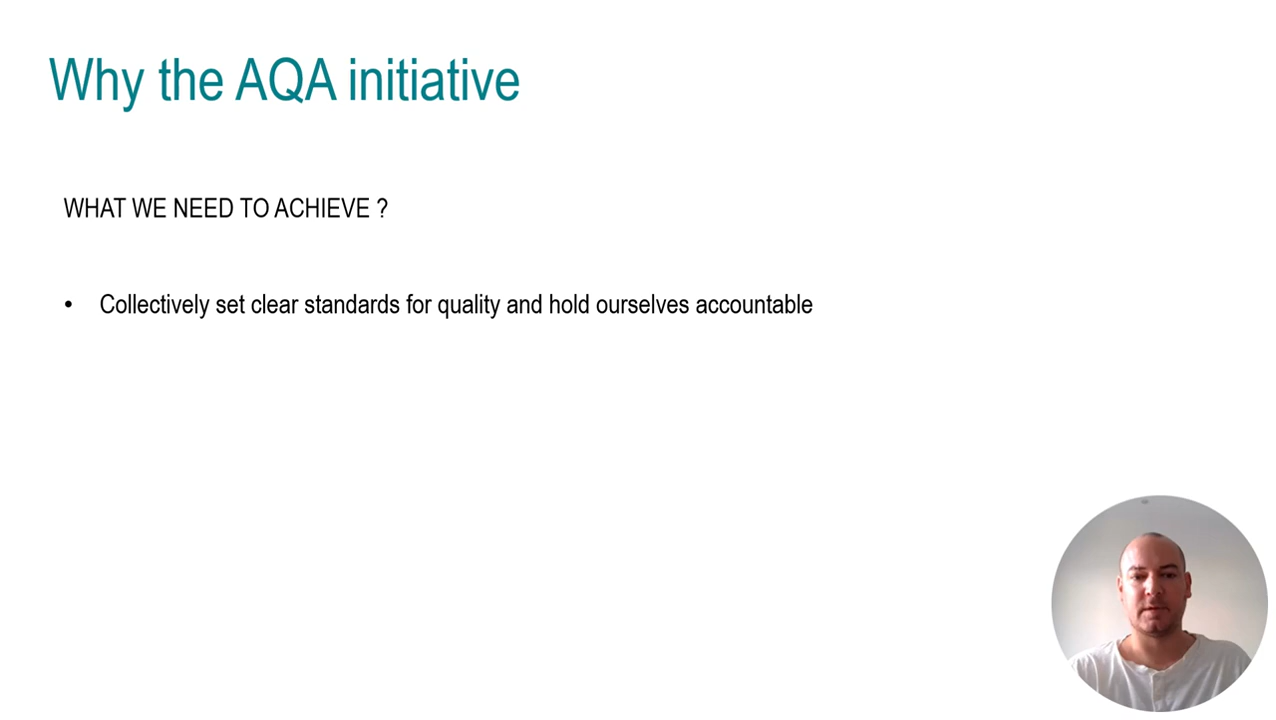 Why the AQA initiative
WHAT WE NEED TO ACHIEVE ?
• Collectively set clear standards for quality and hold ourselves accountable